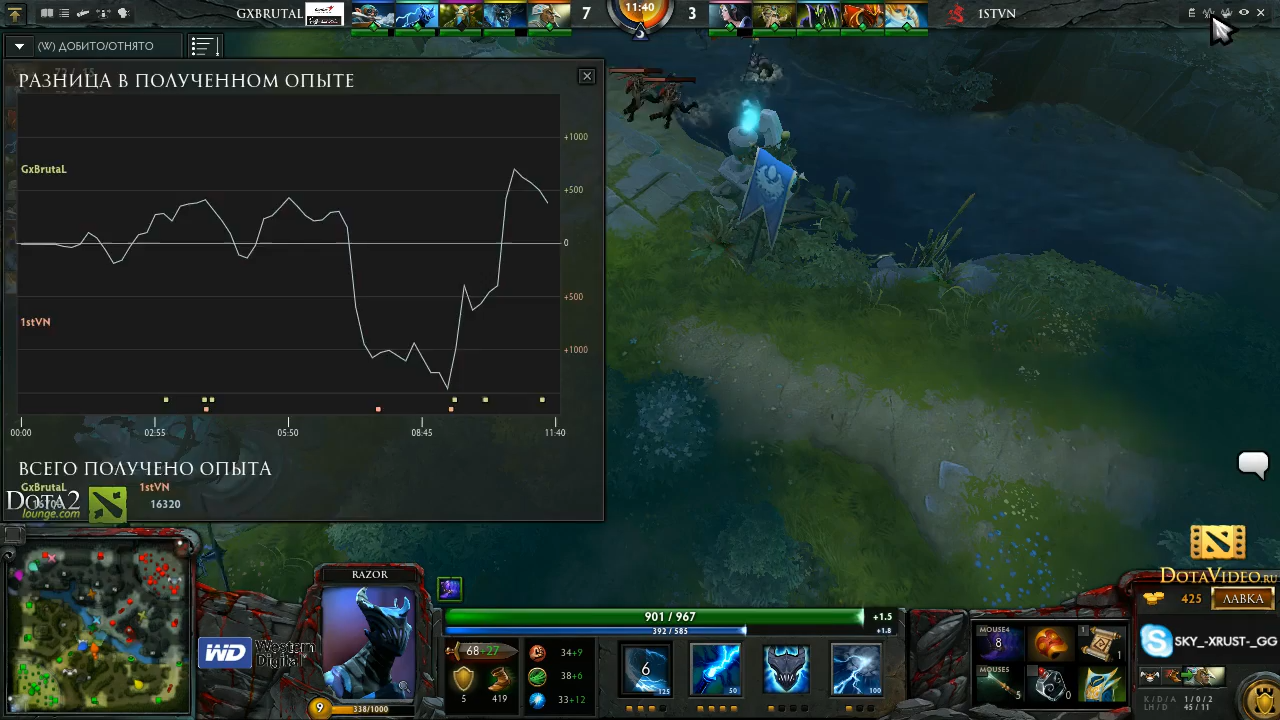 GXBRUTAL
7
11:40
3
1STVN
(W) ДОБИТО/ОТНЯТО
РАЗНИЦА В ПОЛУЧЕННОМ ОПЫТЕ
+1000
GxBrutaL
+500
0
+500
1stVN
+1000
00:00 02:55 05:50 08:45 11:40
ВСЕГО ПОЛУЧЕНО ОПЫТА
GxBrutaL 1stVN
16320
DOTA2
lounge.com
DOTAVIDEO.RU
RAZOR
901 / 967 +1.5
392 / 585 +1.8
425 ЛАВКА
WD Western Digital
68+27
5 419
34+9
38+6
33+12
6
125
50
100
MOUSE4
8
1
1
MOUSE5
5
0
SKY_-XRUST-_GG
K / D / A 1 / 0 / 2
LH / D 45 / 11
9
338/1000